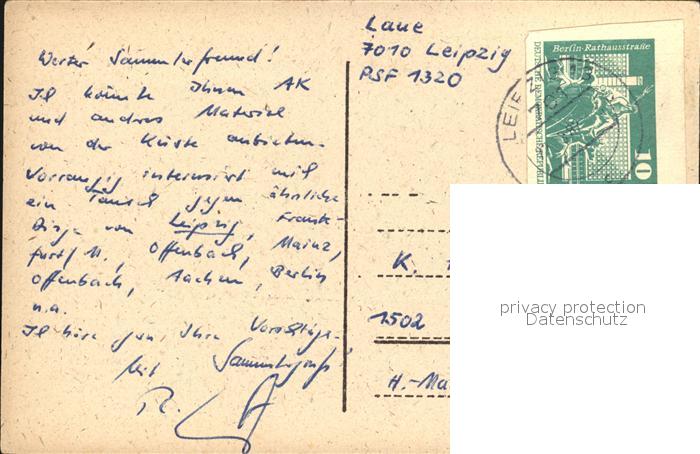 Werter Sammlerfreund!
Ich könnte Ihnen AK
und anderes Material
von der Küste anbieten.
Vorrangig interessiert mich
ein Tausch gegen ähnliche
Dinge von Leipzig, Frank-
furt/M., Offenbach, Mainz,
Offenbach, Aachen, Berlin
u.a.
Ich höre gern Ihre Vorschläge.
Mit Sammlergruß
R.
Laue
7010 Leipzig
PSF 1320
Berlin-Rathausstraße
10
LEIPZIG
K.
1502
H.-Ma
privacy protection
Datenschutz